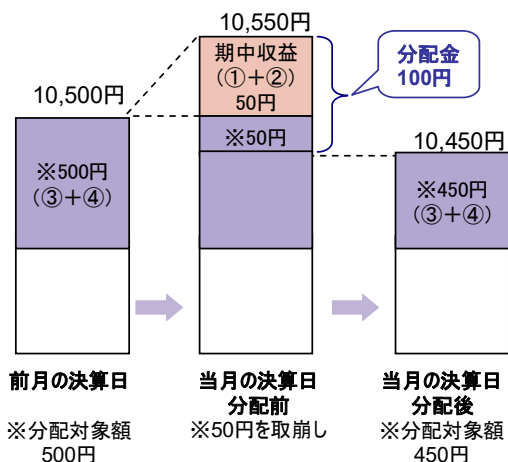 10,550円
期中収益
(①+②)
50円
分配金
100円
10,500円
※50円
10,450円
※500円
(③+④)
※450円
(③+④)
前月の決算日
※分配対象額
500円
当月の決算日
分配前
※50円を取崩し
当月の決算日
分配後
※分配対象額
450円